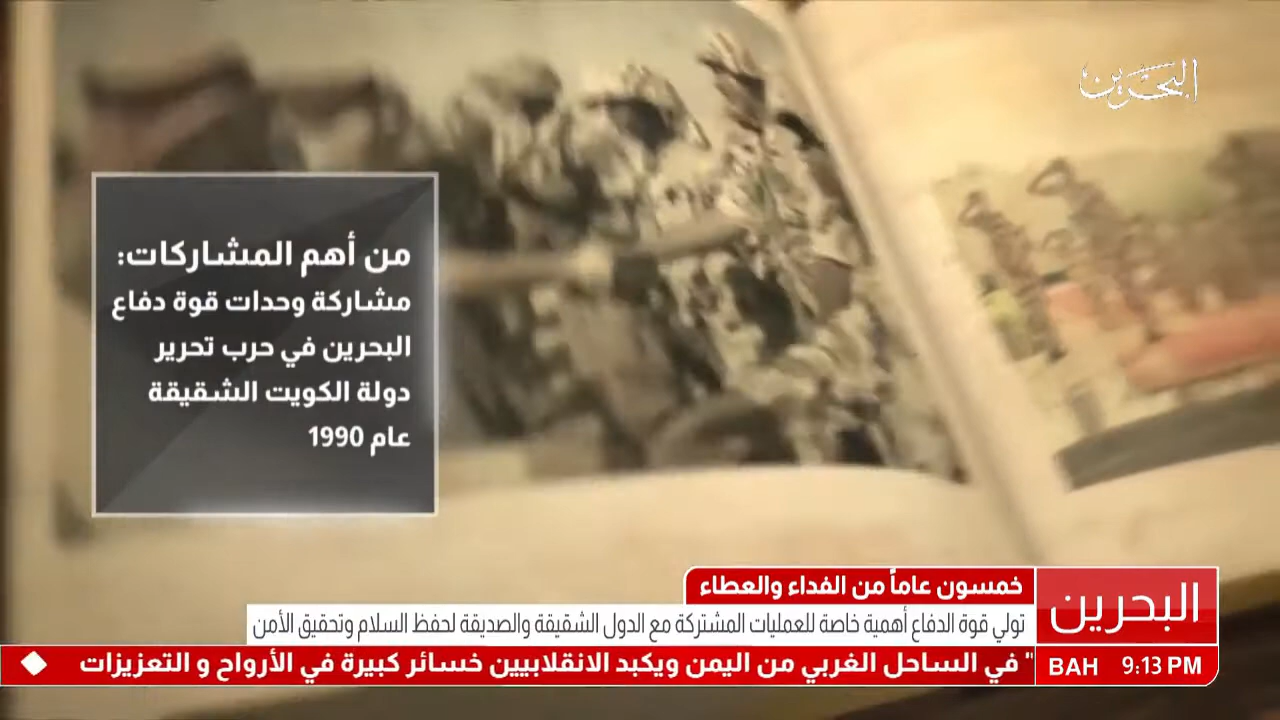 البحرين
من أهم المشاركات:
مشاركة وحدات قوة دفاع
البحرين في حرب تحرير
دولة الكويت الشقيقة
عام 1990
خمسون عاماً من الفداء والعطاء
البحرين
تولي قوة الدفاع أهمية خاصة للعمليات المشتركة مع الدول الشقيقة والصديقة لحفظ السلام وتحقيق الأمن
" في الساحل الغربي من اليمن ويكبد الانقلابيين خسائر كبيرة في الأرواح و التعزيزات
BAH 9:13 PM